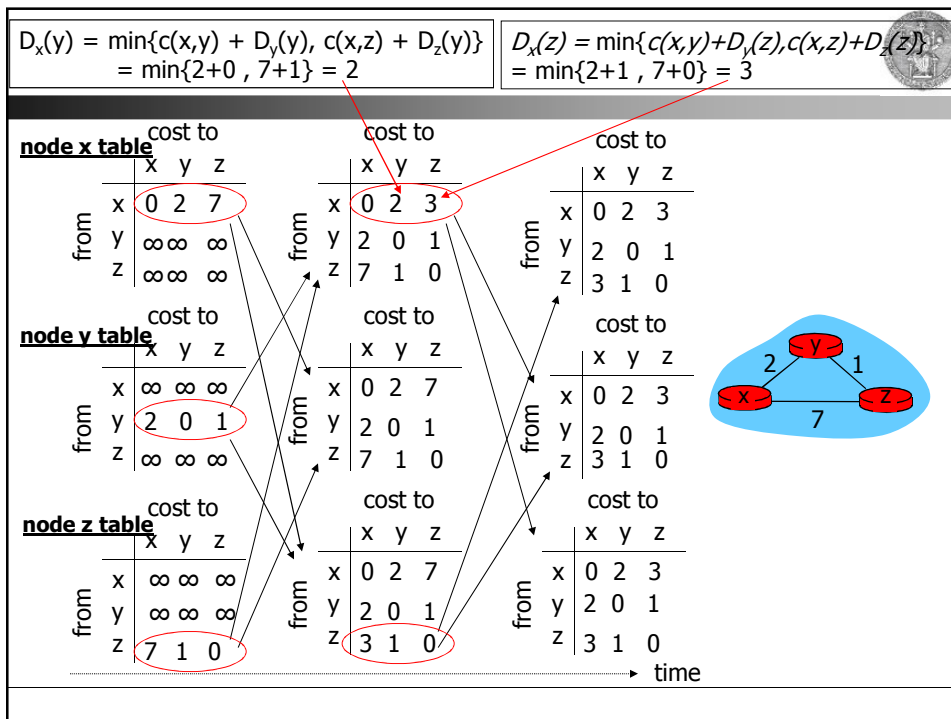 Dx(y) = min{c(x,y) + Dy(y), c(x,z) + Dz(y)}
= min{2+0 , 7+1} = 2
Dx(z) = min{c(x,y)+Dy(z),c(x,z)+Dz(z)}
= min{2+1 , 7+0} = 3
node x table
cost to
x y z
from
x 0 2 7
y ∞ ∞ ∞
z ∞ ∞ ∞
cost to
x y z
from
x 0 2 3
y 2 0 1
z 7 1 0
cost to
x y z
from
x 0 2 3
y 2 0 1
z 3 1 0
node y table
cost to
x y z
from
x ∞ ∞ ∞
y 2 0 1
z ∞ ∞ ∞
cost to
x y z
from
x 0 2 7
y 2 0 1
z 7 1 0
cost to
x y z
from
x 0 2 3
y 2 0 1
z 3 1 0
node z table
cost to
x y z
from
x ∞ ∞ ∞
y ∞ ∞ ∞
z 7 1 0
cost to
x y z
from
x 0 2 7
y 2 0 1
z 3 1 0
cost to
x y z
from
x 0 2 3
y 2 0 1
z 3 1 0
time
y
2 1
x z
7